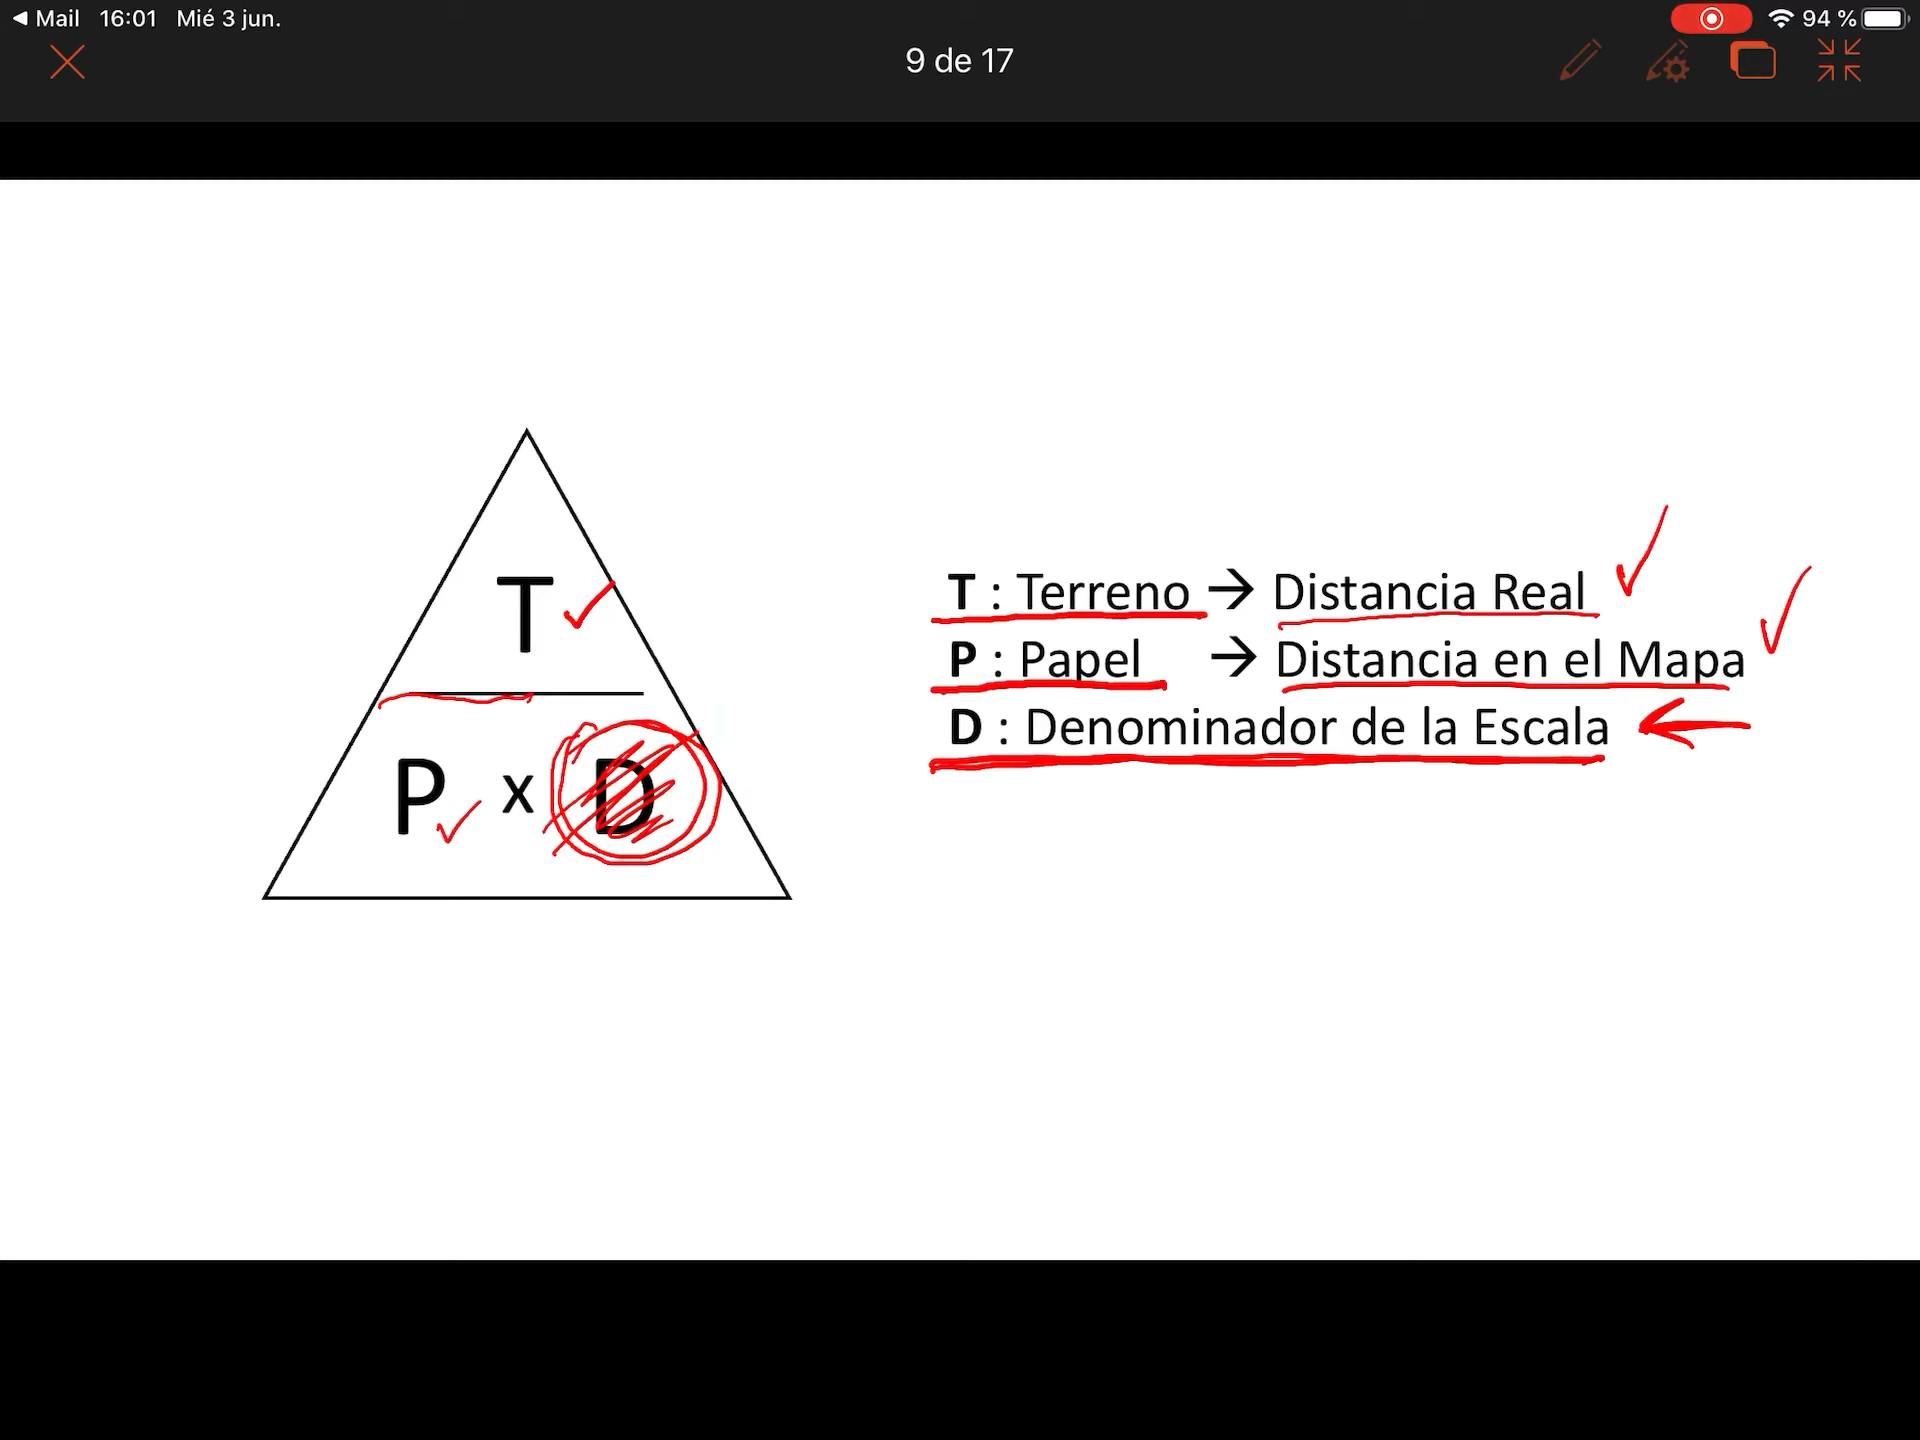 Mail 16:01 Mié 3 jun. 94 %
9 de 17
T
P x D
T : Terreno → Distancia Real
P : Papel → Distancia en el Mapa
D : Denominador de la Escala